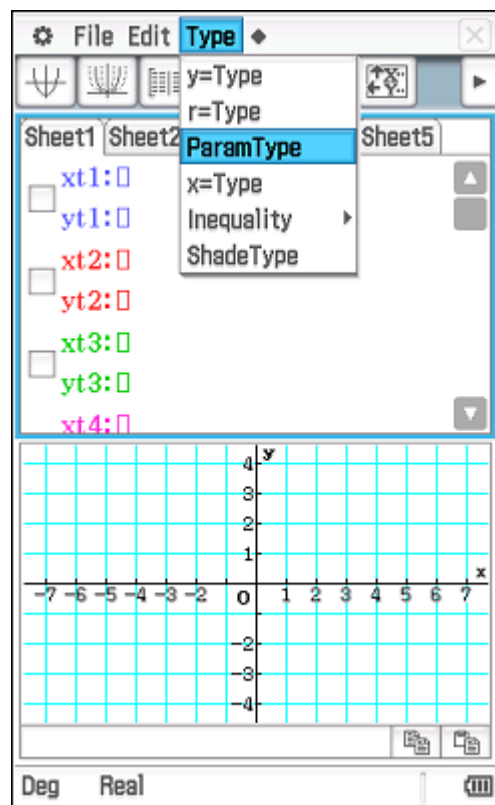 File Edit Type
y=Type
r=Type
Sheet1 Sheet2 ParamType Sheet5
x=Type
Inequality
ShadeType
xt1:
yt1:
xt2:
yt2:
xt3:
yt3:
xt4:
y
4
3
2
1
x
-7 -6 -5 -4 -3 -2 0 1 2 3 4 5 6 7
-2
-3
-4
Deg Real